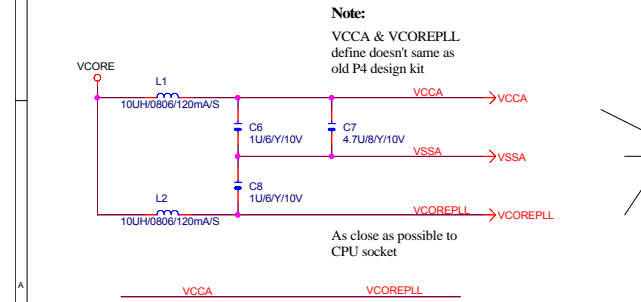 Note:
VCCA & VCOREPLL
define doesn't same as
old P4 design kit
VCORE
L1
10UH/0806/120mA/S
VCCA
VCCA
C6
1U/6/Y/10V
C7
4.7U/8/Y/10V
VSSA
VSSA
C8
1U/6/Y/10V
L2
10UH/0806/120mA/S
VCOREPLL
VCOREPLL
As close as possible to
CPU socket
A
VCCA
VCOREPLL